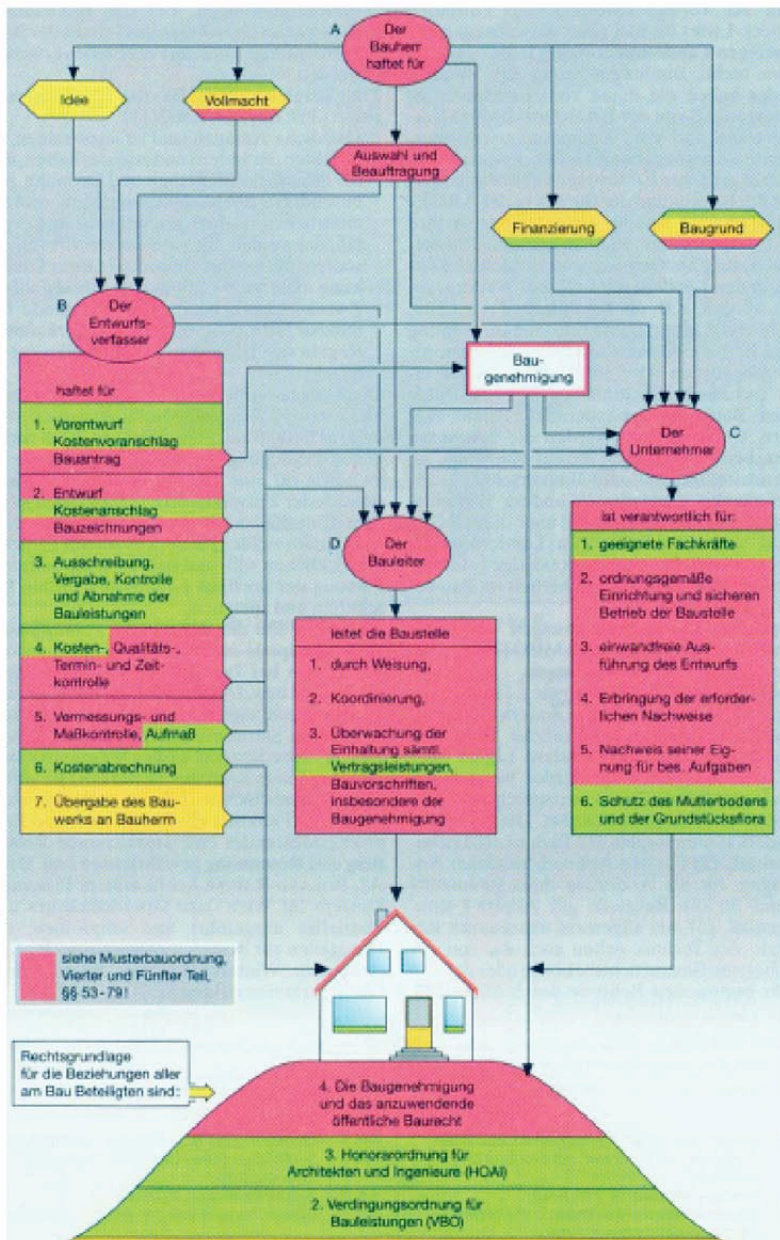 A
Der
Bauherr
haftet für
Idee
Vollmacht
Auswahl und
Beauftragung
Finanzierung
Baugrund
B
Der
Entwurfs-
verfasser
haftet für
1. Vorentwurf
Kostenvoranschlag
Bauantrag
2. Entwurf
Kostenanschlag
Bauzeichnungen
3. Ausschreibung,
Vergabe, Kontrolle
und Abnahme der
Bauleistungen
4. Kosten-, Qualitäts-,
Termin- und Zeit-
kontrolle
5. Vermessungs- und
Maßkontrolle, Aufmaß
6. Kostenabrechnung
7. Übergabe des Bau-
werks an Bauherrn
Bau-
genehmigung
C
Der
Unternehmer
ist verantwortlich für:
1. geeignete Fachkräfte
2. ordnungsgemäße
Einrichtung und sicheren
Betrieb der Baustelle
3. einwandfreie Aus-
führung des Entwurfs
4. Erbringung der erforder-
lichen Nachweise
5. Nachweis seiner Eig-
nung für bes. Aufgaben
6. Schutz des Mutterbodens
und der Grundstücksflora
D
Der
Bauleiter
leitet die Baustelle
1. durch Weisung,
2. Koordinierung,
3. Überwachung der
Einhaltung sämtl.
Vertragsleistungen,
Bauvorschriften,
insbesondere der
Baugenehmigung
siehe Musterbauordnung,
Vierter und Fünfter Teil,
§§ 53-79!
Rechtsgrundlage
für die Beziehungen aller
am Bau Beteiligten sind:
4. Die Baugenehmigung
und das anzuwendende
öffentliche Baurecht
3. Honorarordnung für
Architekten und Ingenieure (HOAI)
2. Verdingungsordnung für
Bauleistungen (VBO)